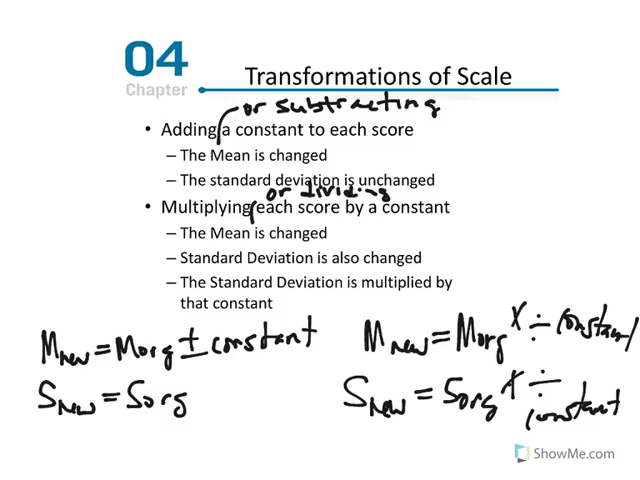 04
Chapter
Transformations of Scale
or subtracting
• Adding a constant to each score
– The Mean is changed
– The standard deviation is unchanged
or dividing
• Multiplying each score by a constant
– The Mean is changed
– Standard Deviation is also changed
– The Standard Deviation is multiplied by
that constant
Mnew = Morg ± constant
Snew = Sorg
Mnew = Morg × ÷ constant
Snew = Sorg × ÷
constant
ShowMe.com